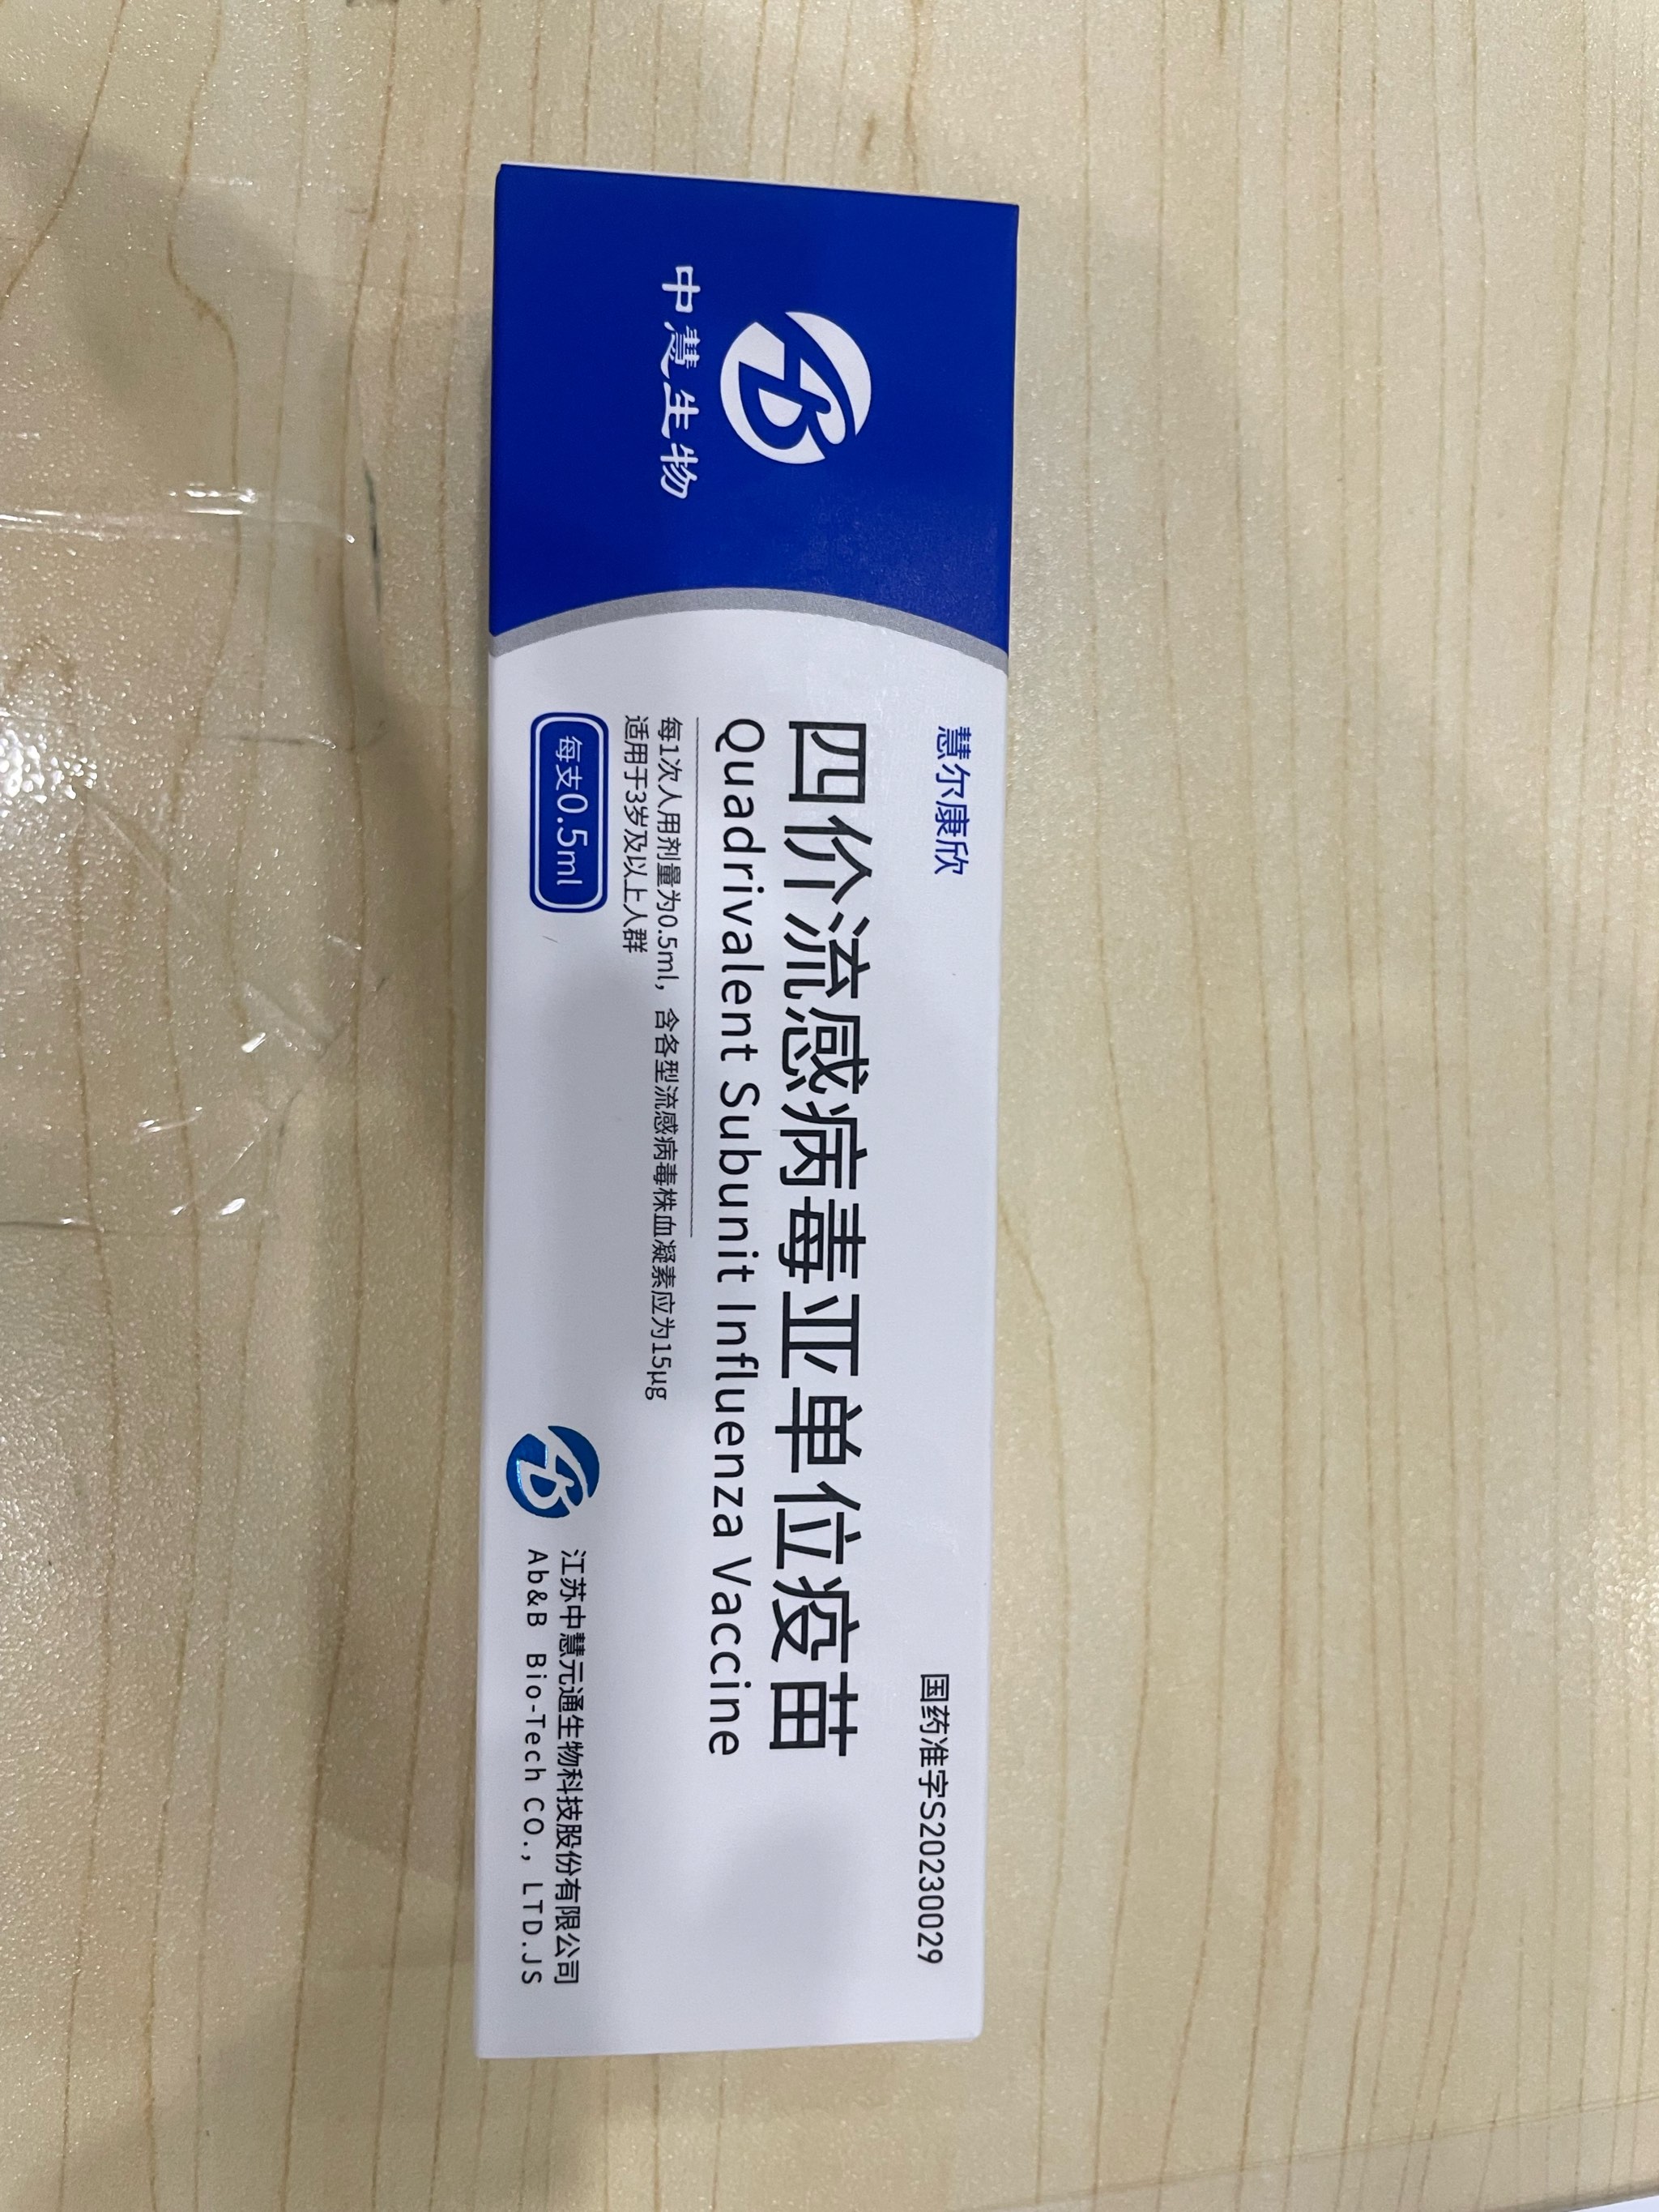 中慧生物
慧尔康欣
国药准字S20230029
四价流感病毒亚单位疫苗
Quadrivalent Subunit Influenza Vaccine
每1次人用剂量为0.5ml，含各型流感病毒株血凝素应为15μg
适用于3岁及以上人群
每支0.5ml
江苏中慧元通生物科技股份有限公司
Ab&B Bio-Tech CO., LTD.JS